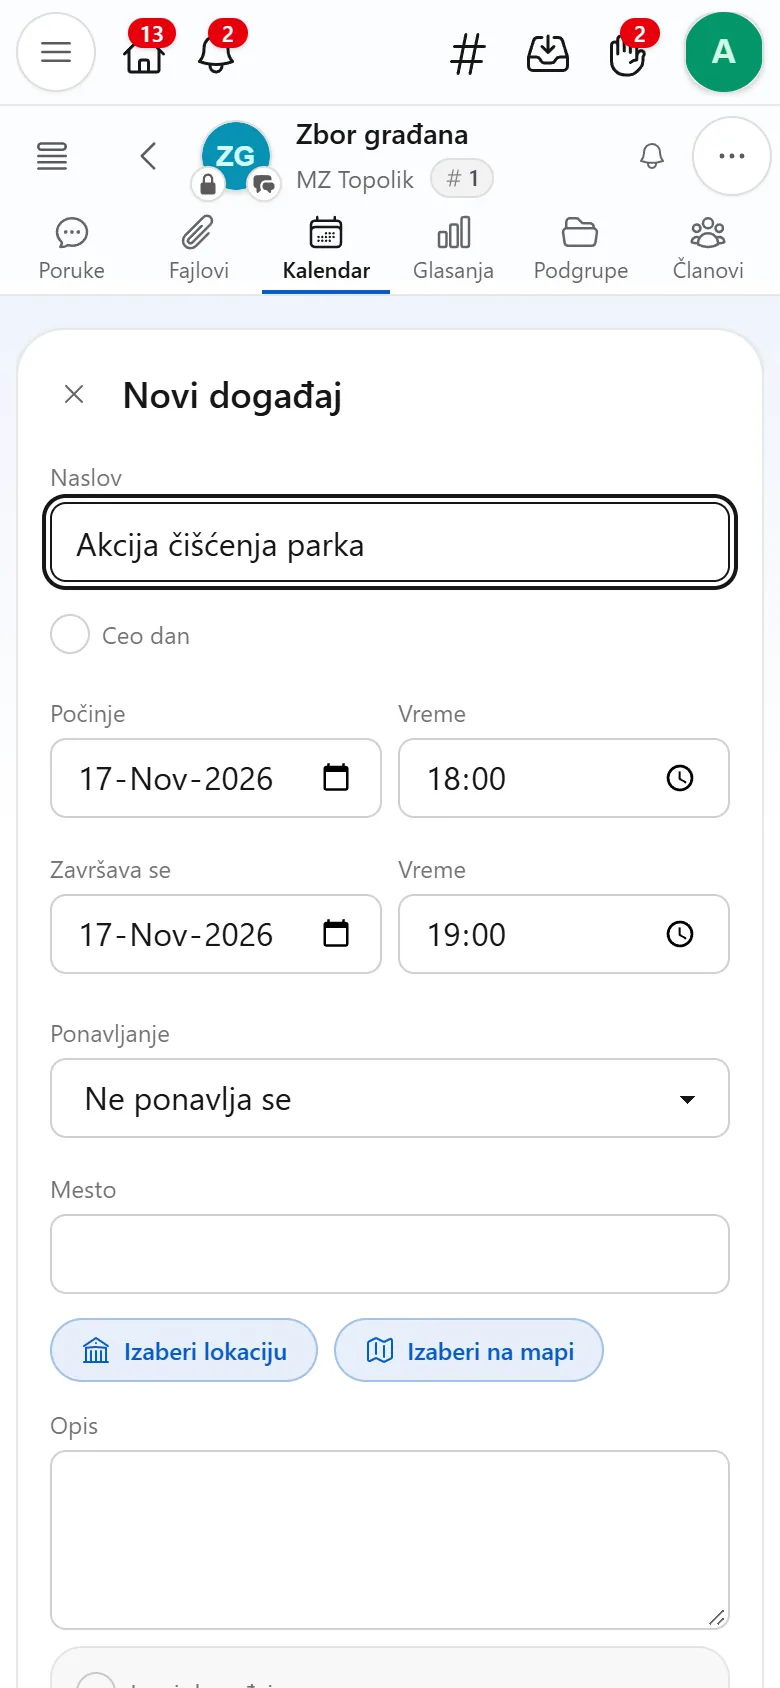 13
2
2
A
ZG
Zbor građana
MZ Topolik
# 1
Poruke
Fajlovi
Kalendar
Glasanja
Podgrupe
Članovi
Novi događaj
Naslov
Akcija čišćenja parka
Ceo dan
Počinje
Vreme
17-Nov-2026
18:00
Završava se
Vreme
17-Nov-2026
19:00
Ponavljanje
Ne ponavlja se
Mesto
Izaberi lokaciju
Izaberi na mapi
Opis